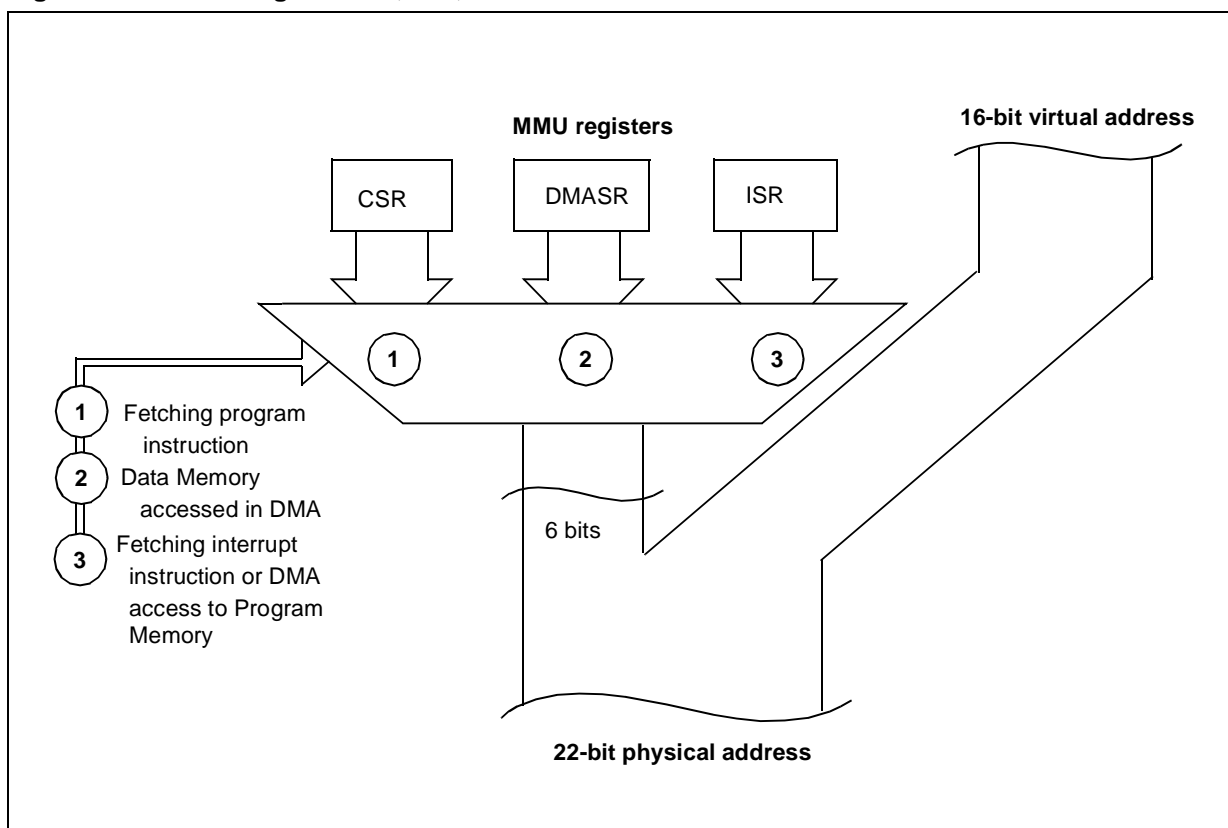 16-bit virtual address
MMU registers
CSR
DMASR
ISR
1
2
3
1
Fetching program
instruction
2
Data Memory
accessed in DMA
3
Fetching interrupt
instruction or DMA
access to Program
Memory
6 bits
22-bit physical address